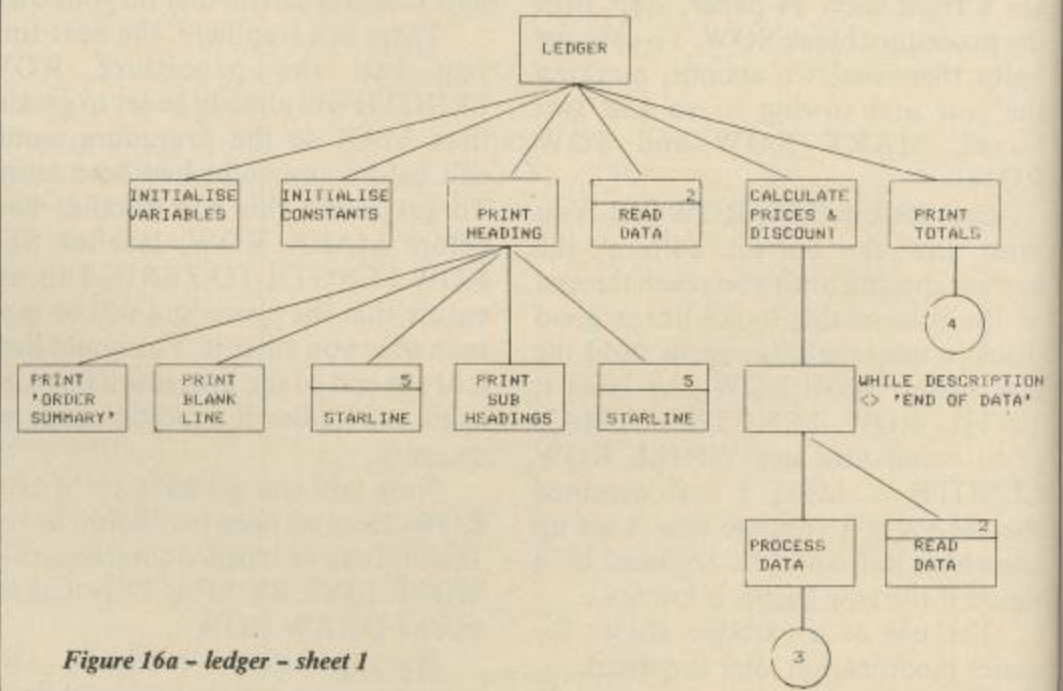 LEDGER
INITIALISE
VARIABLES
INITIALISE
CONSTANTS
PRINT
HEADING
2
READ
DATA
CALCULATE
PRICES &
DISCOUNT
PRINT
TOTALS
4
PRINT
'ORDER
SUMMARY'
PRINT
BLANK
LINE
5
STARLINE
PRINT
SUB
HEADINGS
5
STARLINE
WHILE DESCRIPTION
<> 'END OF DATA'
PROCESS
DATA
2
READ
DATA
3
Figure 16a – ledger – sheet 1